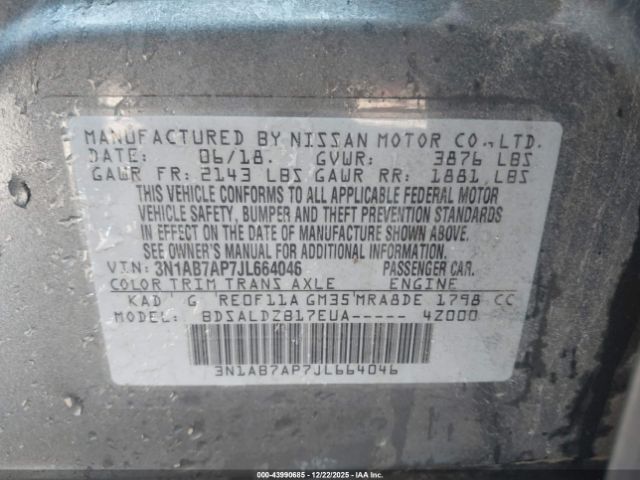 MANUFACTURED BY NISSAN MOTOR CO., LTD.
DATE: 06/18. GVWR: 3876 LBS
GAWR FR: 2143 LBS GAWR RR: 1881 LBS
THIS VEHICLE CONFORMS TO ALL APPLICABLE FEDERAL MOTOR
VEHICLE SAFETY, BUMPER AND THEFT PREVENTION STANDARDS
IN EFFECT ON THE DATE OF MANUFACTURE SHOWN ABOVE.
SEE OWNER'S MANUAL FOR ADDITIONAL INFORMATION.
VIN: 3N1AB7AP7JL664046 PASSENGER CAR.
COLOR TRIM TRANS AXLE ENGINE
KAD G RE0F11A GM35 MRA8DE 1798 CC
MODEL: BDSALDZB17EUA----- 4Z000
3N1AB7AP7JL664046
© 43990685 - 12/22/2025 - IAA, INC.